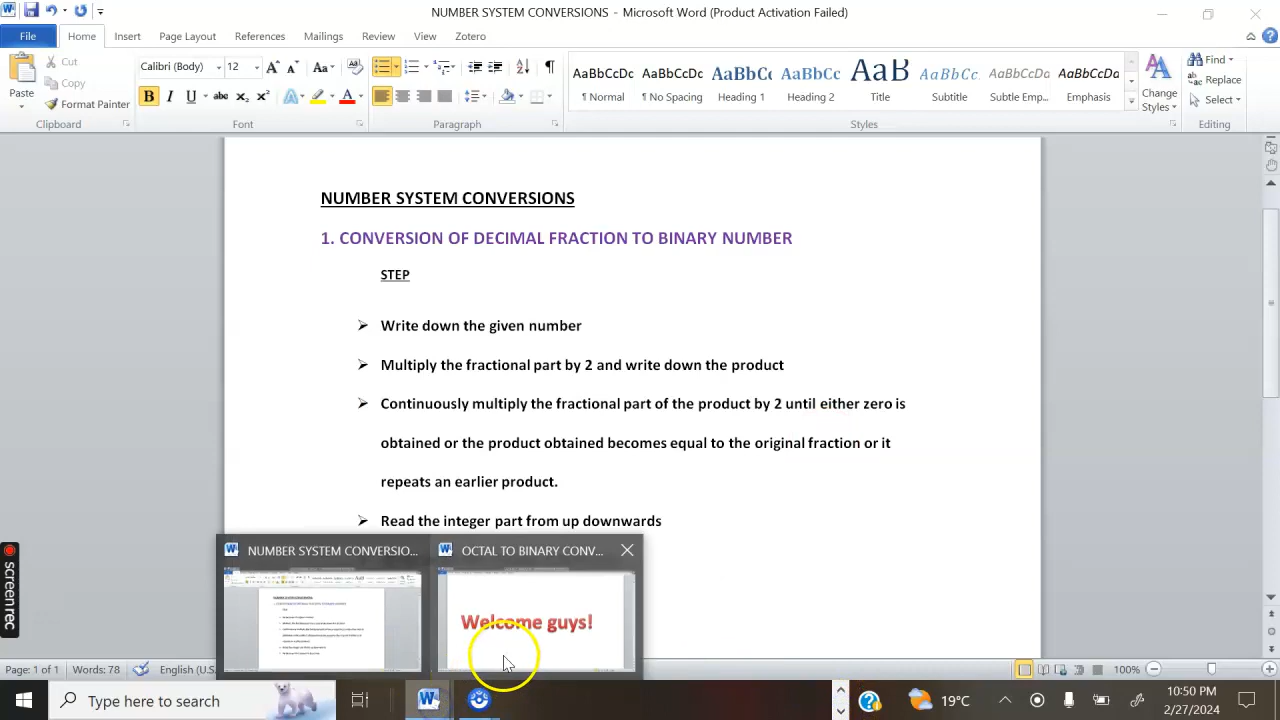 NUMBER SYSTEM CONVERSIONS - Microsoft Word (Product Activation Failed)
File Home Insert Page Layout References Mailings Review View Zotero
Cut
Copy
Format Painter
Paste
Clipboard
Calibri (Body) 12
Font
Paragraph
AaBbCcDc AaBbCcDc AaBbCc AaBbCc AaB AaBbCc. AaBbCcDc AaBbCcDc
¶ Normal ¶ No Spacing Heading 1 Heading 2 Title Subtitle Subtle Emp... Emphasis
Styles
Change
Styles
Find
Replace
Select
Editing
NUMBER SYSTEM CONVERSIONS
1. CONVERSION OF DECIMAL FRACTION TO BINARY NUMBER
STEP
Write down the given number
Multiply the fractional part by 2 and write down the product
Continuously multiply the fractional part of the product by 2 until either zero is
obtained or the product obtained becomes equal to the original fraction or it
repeats an earlier product.
Read the integer part from up downwards
NUMBER SYSTEM CONVERSIO...
OCTAL TO BINARY CONV...
Welcome guys!
screen rec
Page: 1 of 1 Words: 78 English (U.S. 100%
Type here to search
19°C
10:50 PM
2/27/2024